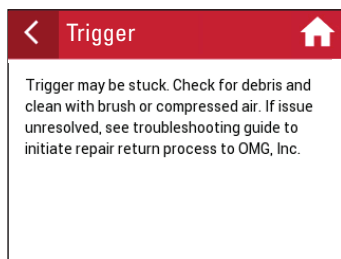 Trigger
Trigger may be stuck. Check for debris and
clean with brush or compressed air. If issue
unresolved, see troubleshooting guide to
initiate repair return process to OMG, Inc.